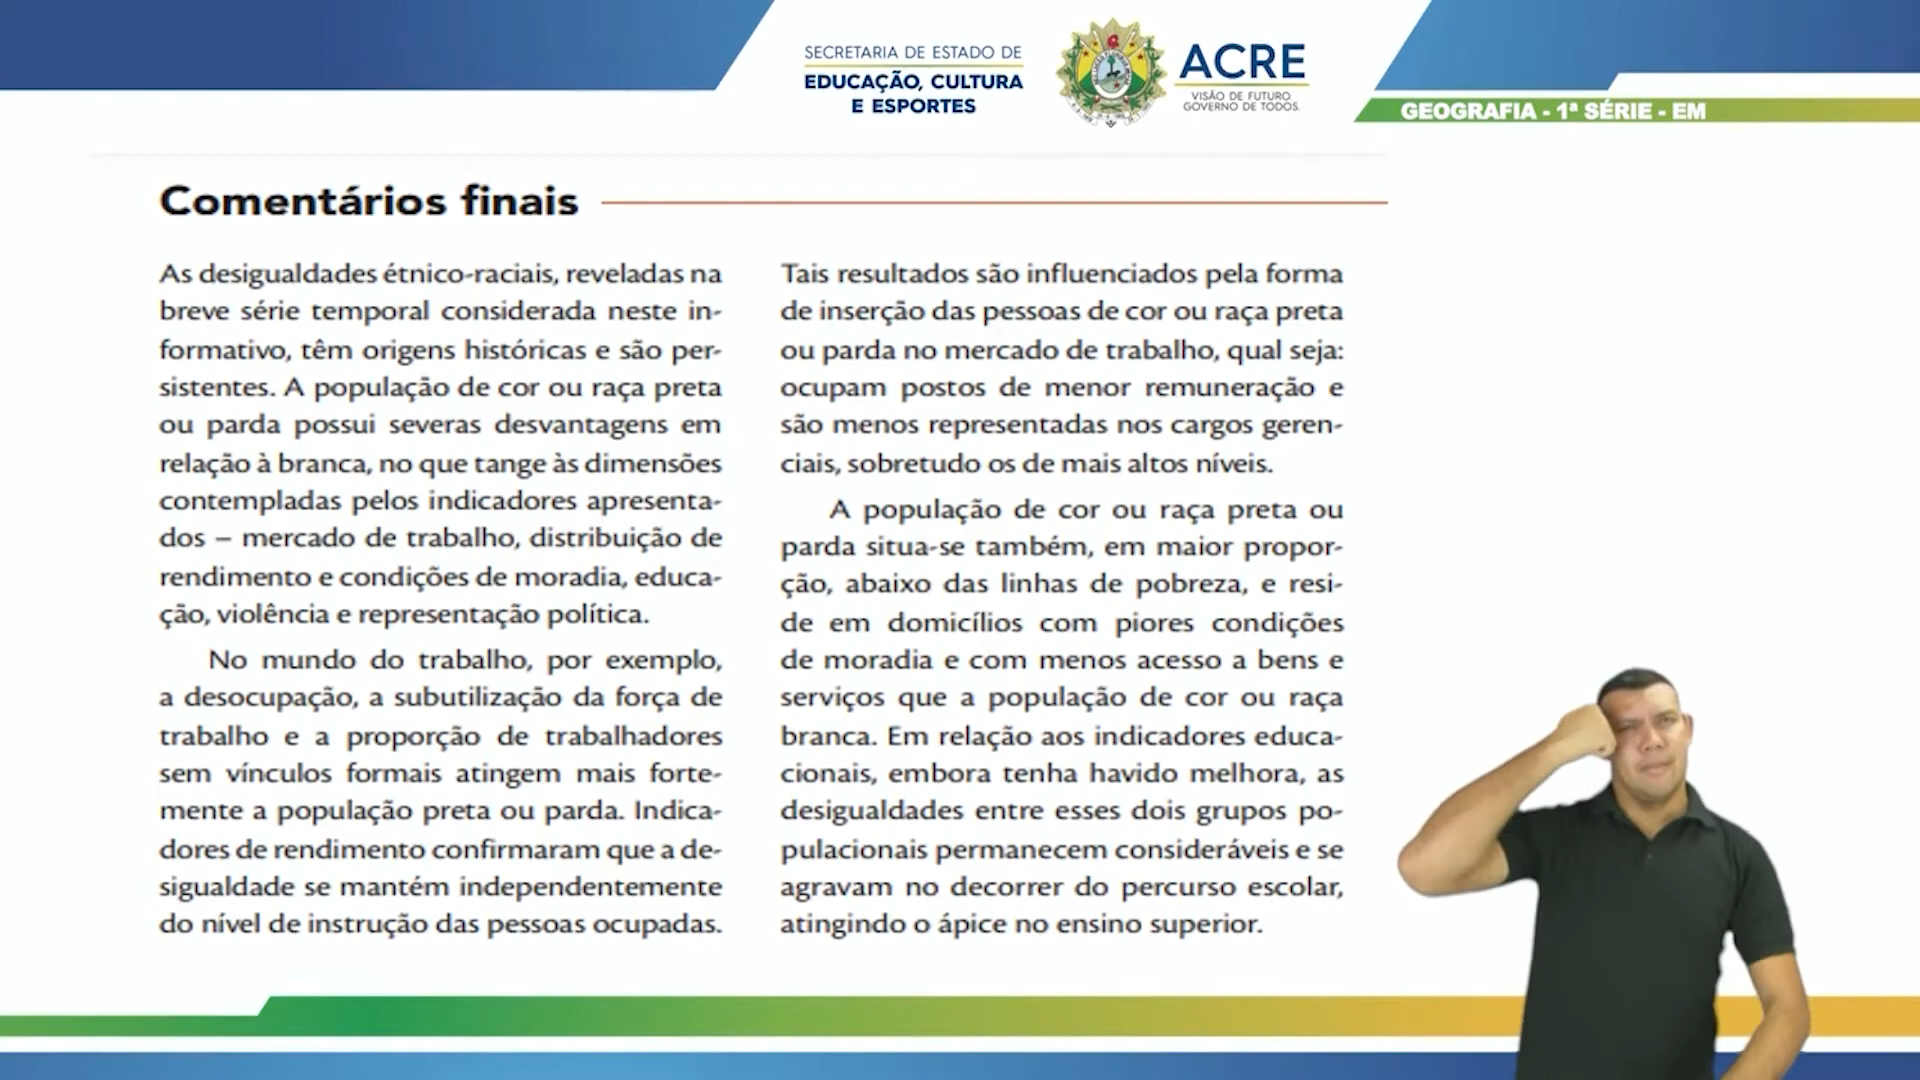 SECRETARIA DE ESTADO DE
EDUCAÇÃO, CULTURA
E ESPORTES
ACRE
VISÃO DE FUTURO.
GOVERNO DE TODOS.
GEOGRAFIA - 1ª SÉRIE - EM
Comentários finais
As desigualdades étnico-raciais, reveladas na
breve série temporal considerada neste in-
formativo, têm origens históricas e são per-
sistentes. A população de cor ou raça preta
ou parda possui severas desvantagens em
relação à branca, no que tange às dimensões
contempladas pelos indicadores apresenta-
dos – mercado de trabalho, distribuição de
rendimento e condições de moradia, educa-
ção, violência e representação política.
No mundo do trabalho, por exemplo,
a desocupação, a subutilização da força de
trabalho e a proporção de trabalhadores
sem vínculos formais atingem mais forte-
mente a população preta ou parda. Indica-
dores de rendimento confirmaram que a de-
sigualdade se mantém independentemente
do nível de instrução das pessoas ocupadas.
Tais resultados são influenciados pela forma
de inserção das pessoas de cor ou raça preta
ou parda no mercado de trabalho, qual seja:
ocupam postos de menor remuneração e
são menos representadas nos cargos geren-
ciais, sobretudo os de mais altos níveis.
A população de cor ou raça preta ou
parda situa-se também, em maior propor-
ção, abaixo das linhas de pobreza, e resi-
de em domicílios com piores condições
de moradia e com menos acesso a bens e
serviços que a população de cor ou raça
branca. Em relação aos indicadores educa-
cionais, embora tenha havido melhora, as
desigualdades entre esses dois grupos po-
pulacionais permanecem consideráveis e se
agravam no decorrer do percurso escolar,
atingindo o ápice no ensino superior.